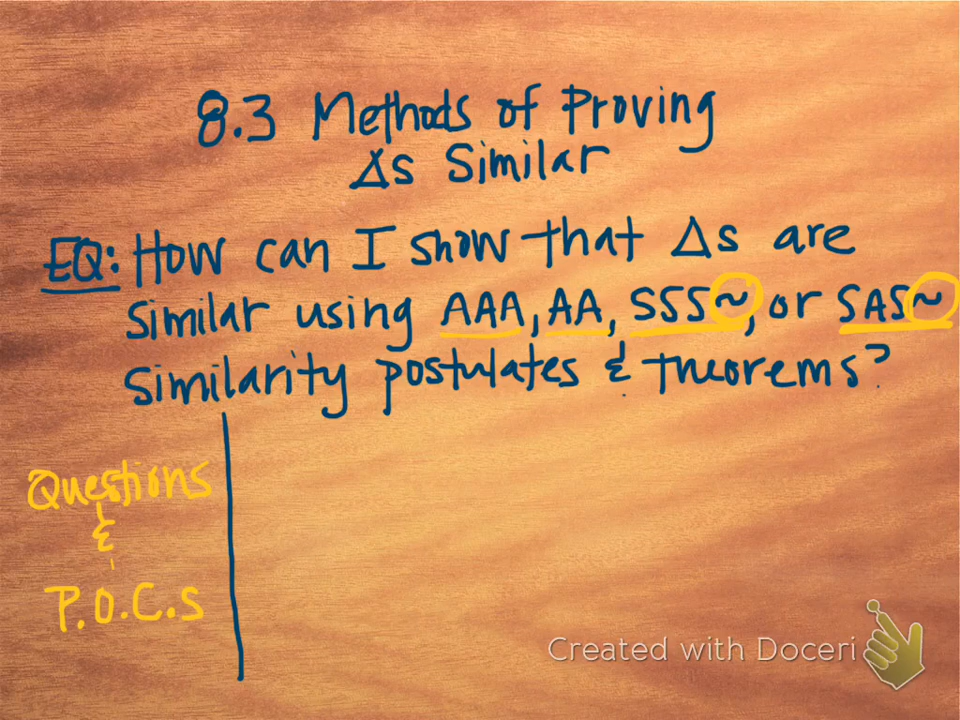 8.3 Methods of Proving
Δs Similar
EQ: How can I show that Δs are
similar using AAA, AA, SSS~, or SAS~
similarity postulates & theorems?
Questions
&
P.O.C.s
Created with Doceri